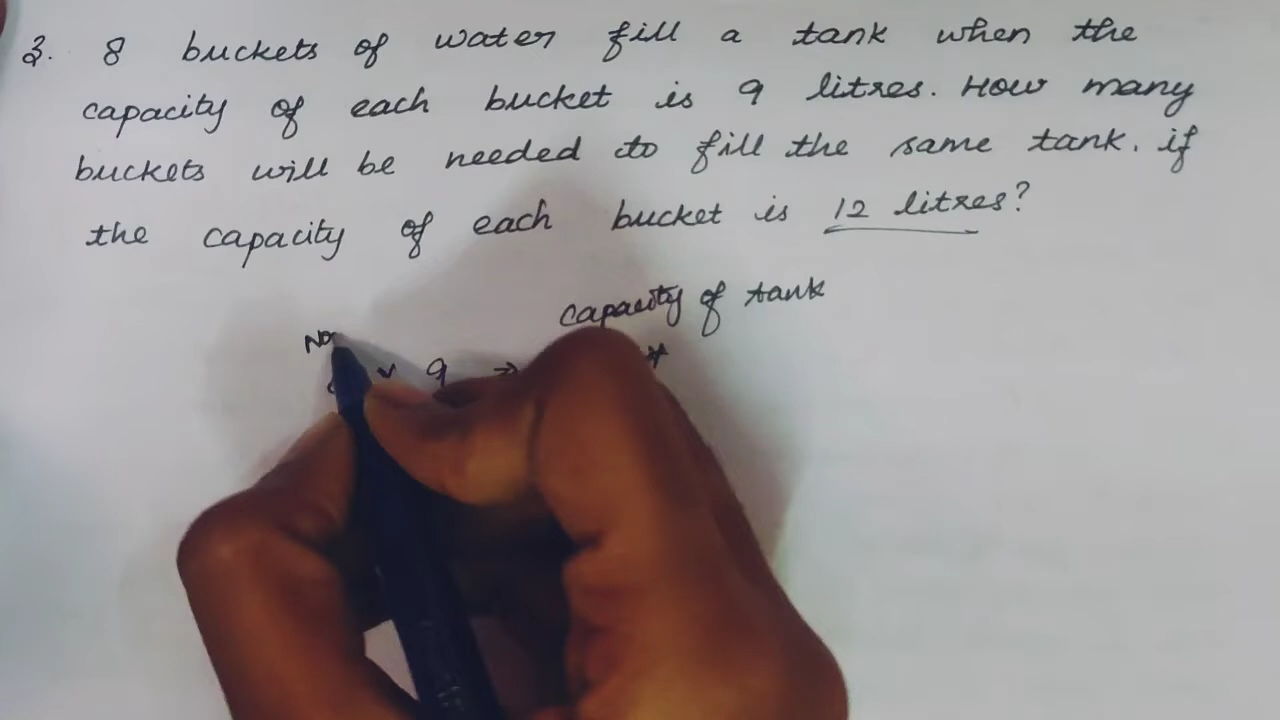 3. 8 buckets of water fill a tank when the
capacity of each bucket is 9 litres. How many
buckets will be needed to fill the same tank. if
the capacity of each bucket is 12 litres?
capacity of tank
No
9 →